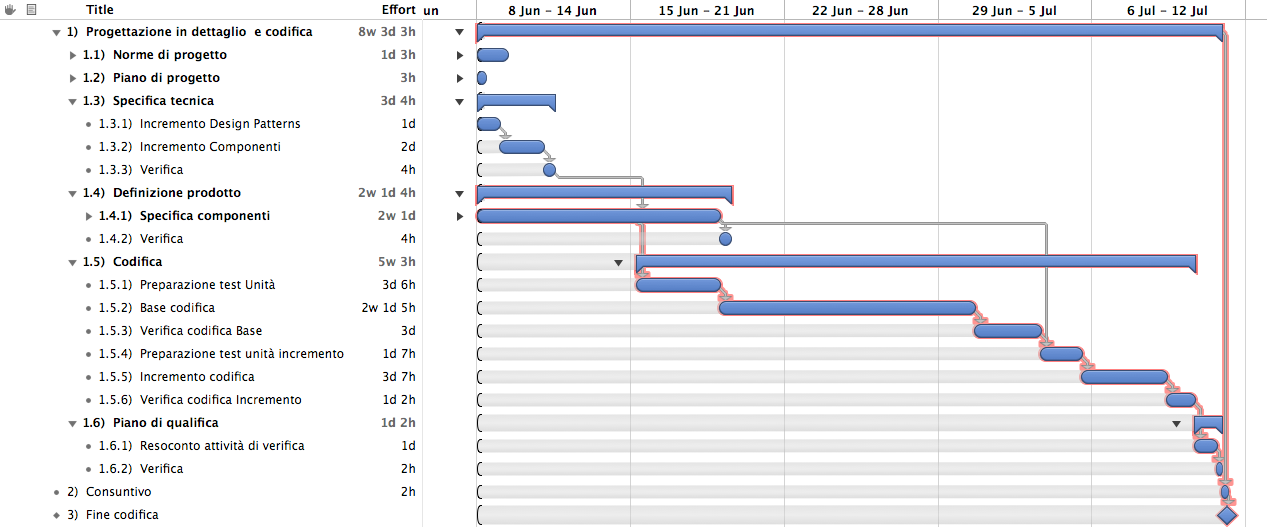 Title Effort un 8 Jun – 14 Jun 15 Jun – 21 Jun 22 Jun – 28 Jun 29 Jun – 5 Jul 6 Jul – 12 Jul
1) Progettazione in dettaglio e codifica 8w 3d 3h
1.1) Norme di progetto 1d 3h
1.2) Piano di progetto 3h
1.3) Specifica tecnica 3d 4h
1.3.1) Incremento Design Patterns 1d
1.3.2) Incremento Componenti 2d
1.3.3) Verifica 4h
1.4) Definizione prodotto 2w 1d 4h
1.4.1) Specifica componenti 2w 1d
1.4.2) Verifica 4h
1.5) Codifica 5w 3h
1.5.1) Preparazione test Unità 3d 6h
1.5.2) Base codifica 2w 1d 5h
1.5.3) Verifica codifica Base 3d
1.5.4) Preparazione test unità incremento 1d 7h
1.5.5) Incremento codifica 3d 7h
1.5.6) Verifica codifica Incremento 1d 2h
1.6) Piano di qualifica 1d 2h
1.6.1) Resoconto attività di verifica 1d
1.6.2) Verifica 2h
2) Consuntivo 2h
3) Fine codifica